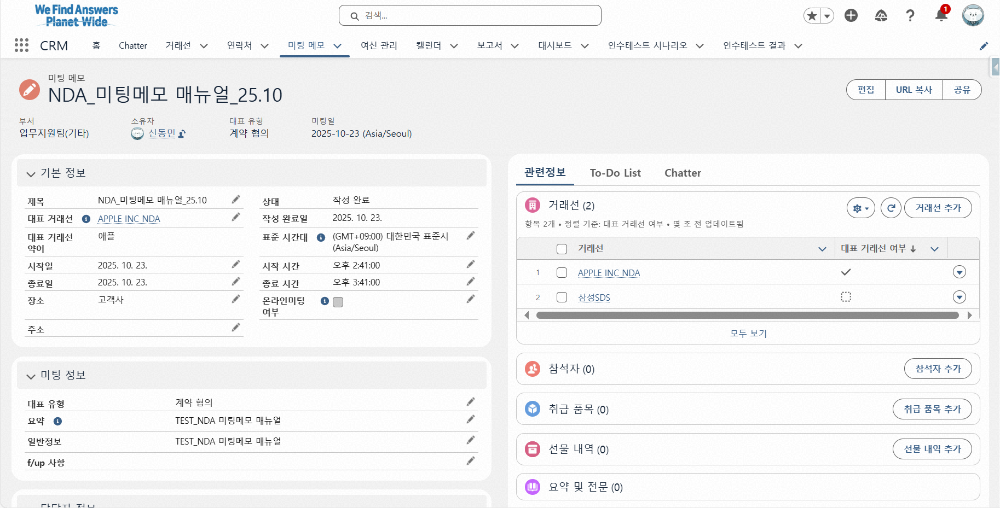 We Find Answers
Planet Wide
검색...
1
CRM
홈
Chatter
거래선
연락처
미팅 메모
여신 관리
캘린더
보고서
대시보드
인수테스트 시나리오
인수테스트 결과
미팅 메모
NDA_미팅메모 매뉴얼_25.10
편집
URL 복사
공유
부서
업무지원팀(기타)
소유자
신동민
대표 유형
계약 협의
미팅일
2025-10-23 (Asia/Seoul)
기본 정보
제목
NDA_미팅메모 매뉴얼_25.10
상태
작성 완료
대표 거래선
APPLE INC NDA
작성 완료일
2025. 10. 23.
대표 거래선
약어
애플
표준 시간대
(GMT+09:00) 대한민국 표준시
(Asia/Seoul)
시작일
2025. 10. 23.
시작 시간
오후 2:41:00
종료일
2025. 10. 23.
종료 시간
오후 3:41:00
장소
고객사
온라인미팅
여부
주소
미팅 정보
대표 유형
계약 협의
요약
TEST_NDA 미팅메모 매뉴얼
일반정보
TEST_NDA 미팅메모 매뉴얼
f/up 사항
담당자 정보
관련정보
To-Do List
Chatter
거래선 (2)
거래선 추가
항목 2개 • 정렬 기준: 대표 거래선 여부 • 몇 초 전 업데이트됨
거래선
대표 거래선 여부
1
APPLE INC NDA
2
삼성SDS
모두 보기
참석자 (0)
참석자 추가
취급 품목 (0)
취급 품목 추가
선물 내역 (0)
선물 내역 추가
요약 및 전문 (0)